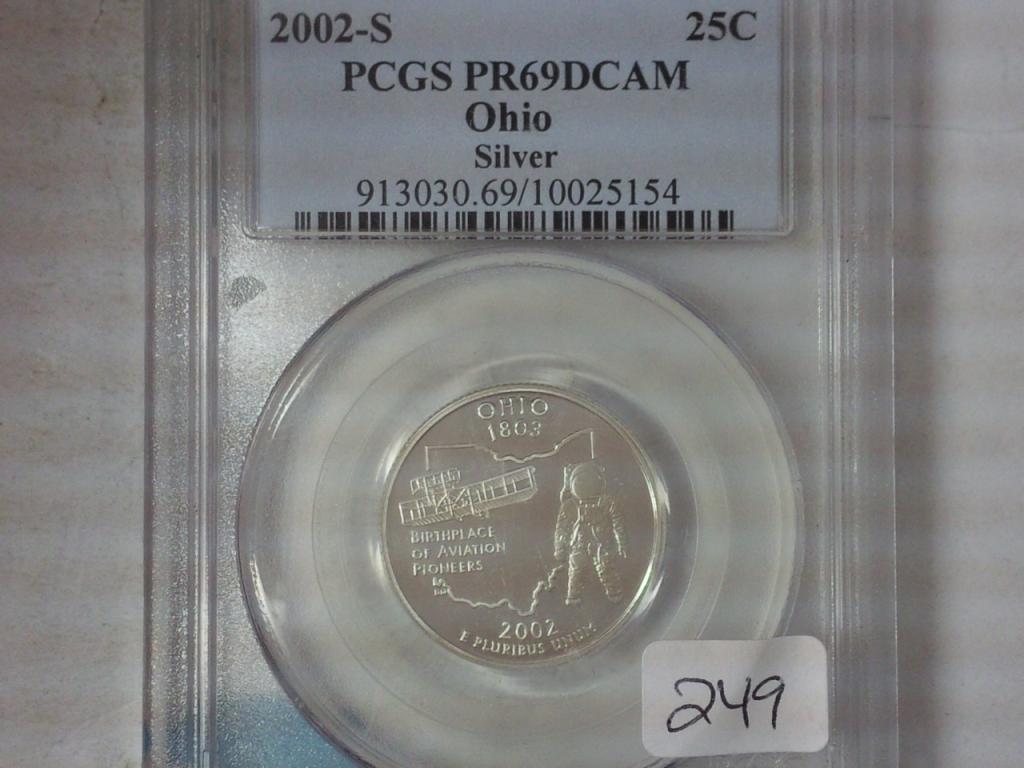 2002-S 25C
PCGS PR69DCAM
Ohio
Silver
913030.69/10025154
OHIO
1803
BIRTHPLACE
OF AVIATION
PIONEERS
2002
E PLURIBUS UNUM
249